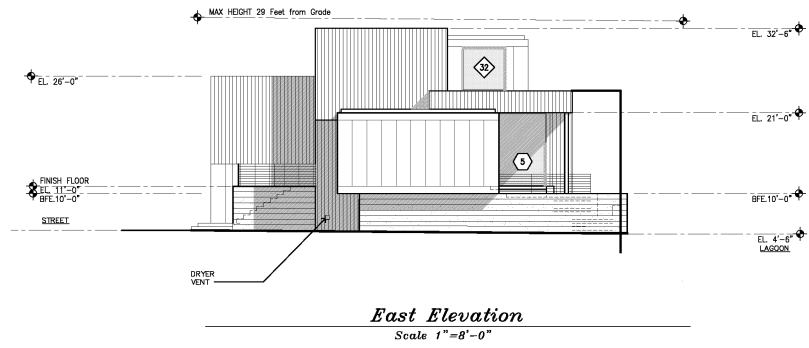 MAX HEIGHT 29 Feet from Grade
EL. 32'-6"
32
EL. 26'-0"
EL. 21'-0"
5
FINISH FLOOR
EL. 11'-0"
BFE.10'-0"
BFE.10'-0"
STREET
EL. 4'-6"
LAGOON
DRYER
VENT
East Elevation
Scale 1"=8'-0"